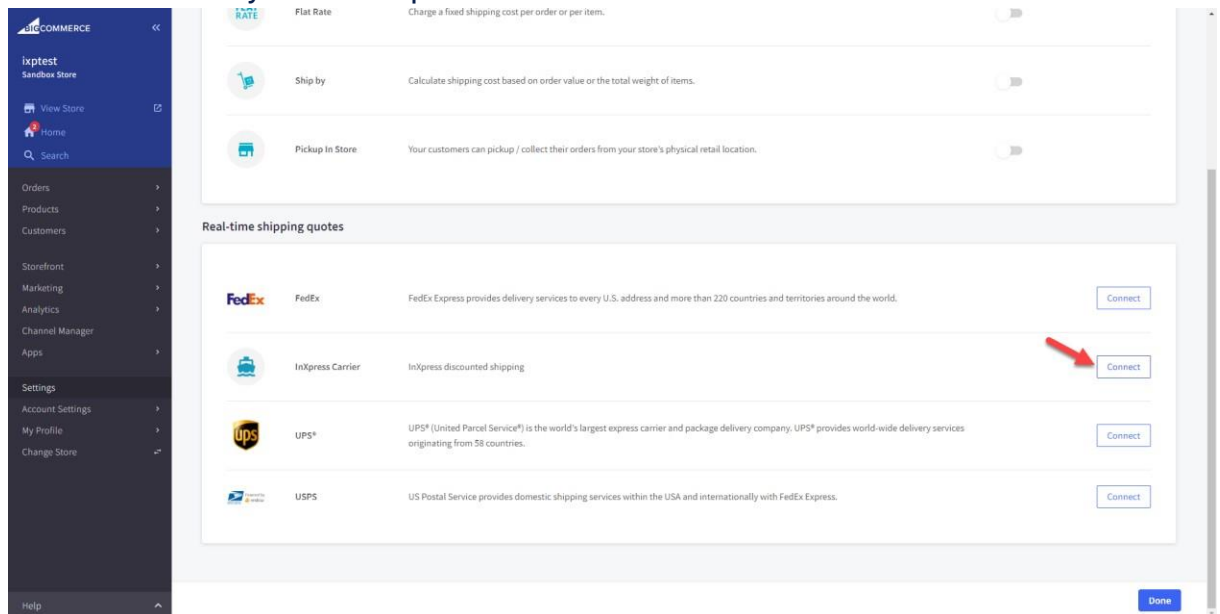 BIGCOMMERCE
ixptest
Sandbox Store
View Store
2
Home
Search
Orders
Products
Customers
Storefront
Marketing
Analytics
Channel Manager
Apps
Settings
Account Settings
My Profile
Change Store
Help
FLAT
RATE
Flat Rate
Charge a fixed shipping cost per order or per item.
Ship by
Calculate shipping cost based on order value or the total weight of items.
Pickup In Store
Your customers can pickup / collect their orders from your store's physical retail location.
Real-time shipping quotes
FedEx
FedEx
FedEx Express provides delivery services to every U.S. address and more than 220 countries and territories around the world.
Connect
InXpress Carrier
InXpress discounted shipping
Connect
ups
UPS®
UPS® (United Parcel Service®) is the world's largest express carrier and package delivery company. UPS® provides world-wide delivery services
originating from 58 countries.
Connect
USPS
US Postal Service provides domestic shipping services within the USA and internationally with FedEx Express.
Connect
Done